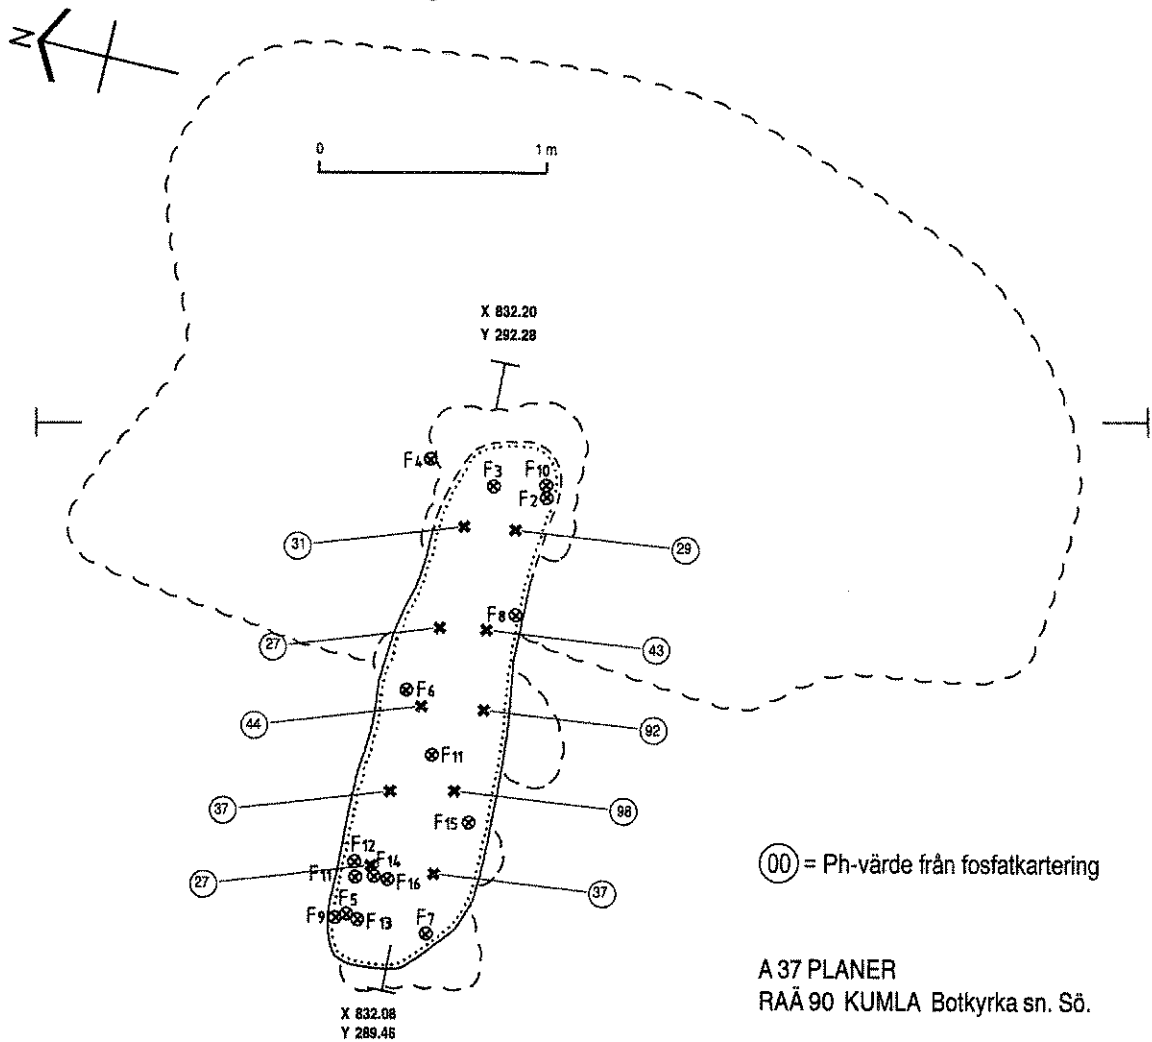 N
0 1 m
X 832.20
Y 292.28
F4
F3
F10
F2
31
29
F8
27
43
F6
44
92
F11
37
98
F15
F12
F14
27
F11
F16
37
F5
F9
F13
F7
00 = Ph-värde från fosfatkartering
A 37 PLANER
RAÄ 90 KUMLA Botkyrka sn. Sö.
X 832.08
Y 289.46